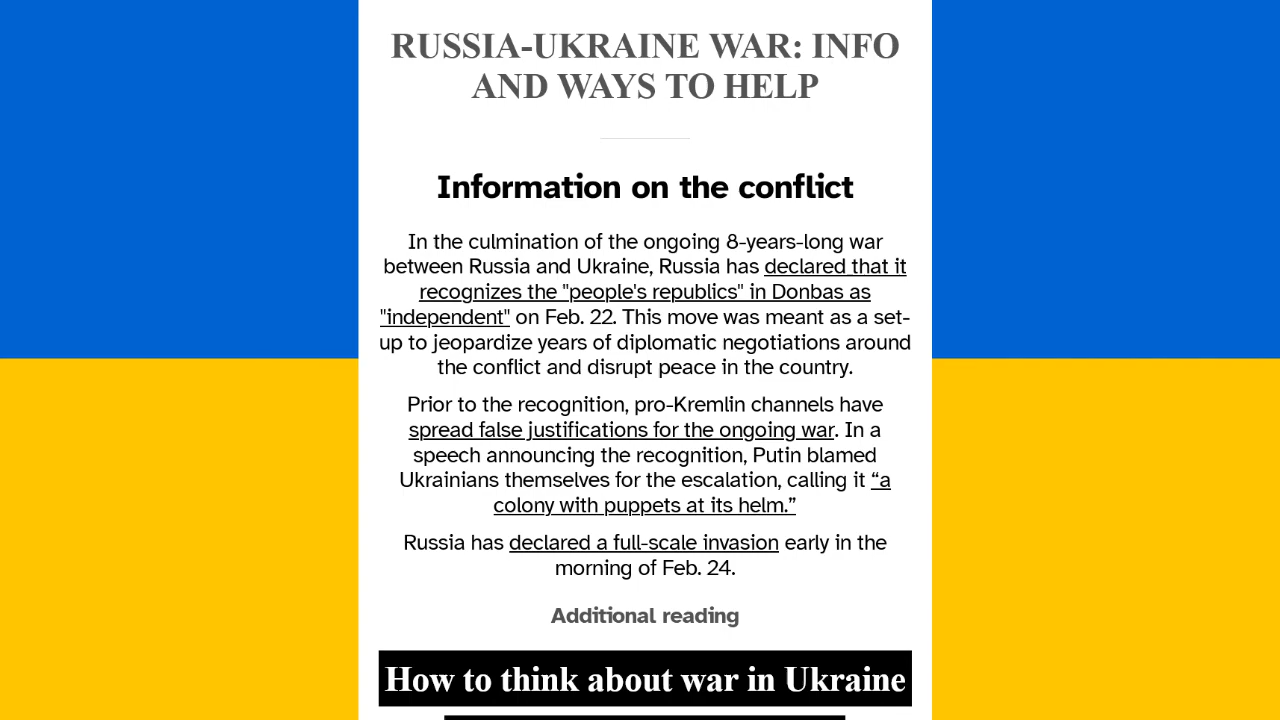 RUSSIA-UKRAINE WAR: INFO
AND WAYS TO HELP
Information on the conflict
In the culmination of the ongoing 8-years-long war
between Russia and Ukraine, Russia has declared that it
recognizes the "people's republics" in Donbas as
"independent" on Feb. 22. This move was meant as a set-
up to jeopardize years of diplomatic negotiations around
the conflict and disrupt peace in the country.
Prior to the recognition, pro-Kremlin channels have
spread false justifications for the ongoing war. In a
speech announcing the recognition, Putin blamed
Ukrainians themselves for the escalation, calling it “a
colony with puppets at its helm.”
Russia has declared a full-scale invasion early in the
morning of Feb. 24.
Additional reading
How to think about war in Ukraine